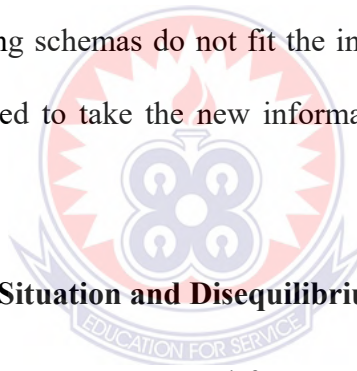 ng schemas do not fit the in
ed to take the new informa
Situation and Disequilibriu
EDUCATION FOR SERVICE